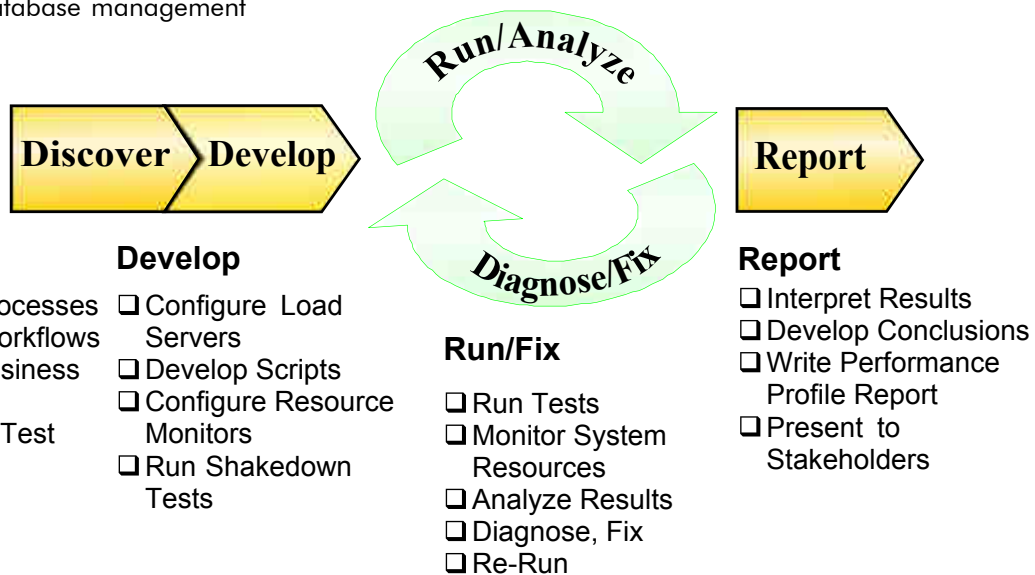 atabase management
Run/Analyze
Discover
Develop
Report
Diagnose/Fix
ocesses
orkflows
siness
Test
Develop
Configure Load
Servers
Develop Scripts
Configure Resource
Monitors
Run Shakedown
Tests
Run/Fix
Run Tests
Monitor System
Resources
Analyze Results
Diagnose, Fix
Re-Run
Report
Interpret Results
Develop Conclusions
Write Performance
Profile Report
Present to
Stakeholders